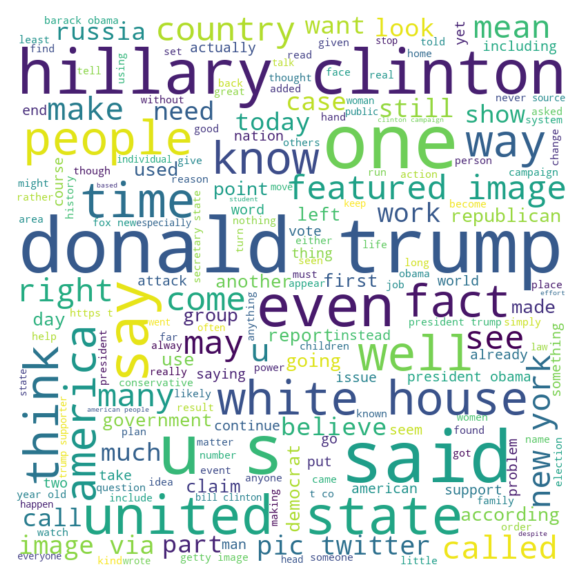 barack obama
least
find
russia
country
want
look
mean
yet
including
using
actually
set
read
given
stop
told
home
hillary clinton
tell
talk
back
great
thought
added
face
real
end
make
need
without
case
still
show
never
source
asked
system
woman
public
hand
clinton campaign
today
people
good
nation
others
know
one
way
person
change
individual
give
though
used
reason
run
action
campaign
might
rather
based
move
time
featured image
course
history
point
word
left
work
republican
area
fox news
especially
student
nothing
keep
become
secretary state
vote
either
life
must
donald trump
turn
seen
long
thing
attack
another
first
world
place
effort
right
come
even
fact
appear
job
obama
made
president trump
simply
day
https t
group
say
may
see
went
often
far
u
report
instead
going
well
already
law
something
help
always
really
saying
use
anything
children
issue
president obama
president
conservative
power
think
america
many
white house
state
likely
government
continue
known
believe
seem
women
found
new york
american people
result
plan
matter
much
number
event
anyone
go
put
got
problem
name
election
u s
said
claim
idea
democrat
american
support
family
two
take
trump supporter
question
include
bill clinton
making
came
t co
year old
order
happen
watch
united state
call
according
image via
part
man
pic twitter
called
everyone
kind
wrote
getty image
head
someone
little
despite